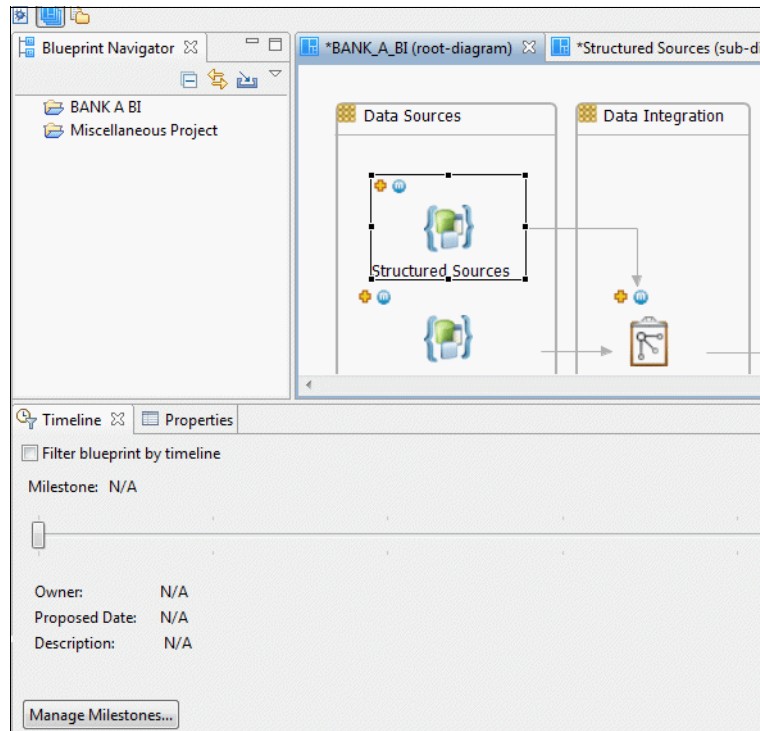 Blueprint Navigator
*BANK_A_BI (root-diagram)
*Structured Sources (sub-di
BANK A BI
Miscellaneous Project
Data Sources
Data Integration
m
Structured Sources
m
m
Timeline
Properties
Filter blueprint by timeline
Milestone: N/A
Owner: N/A
Proposed Date: N/A
Description: N/A
Manage Milestones...